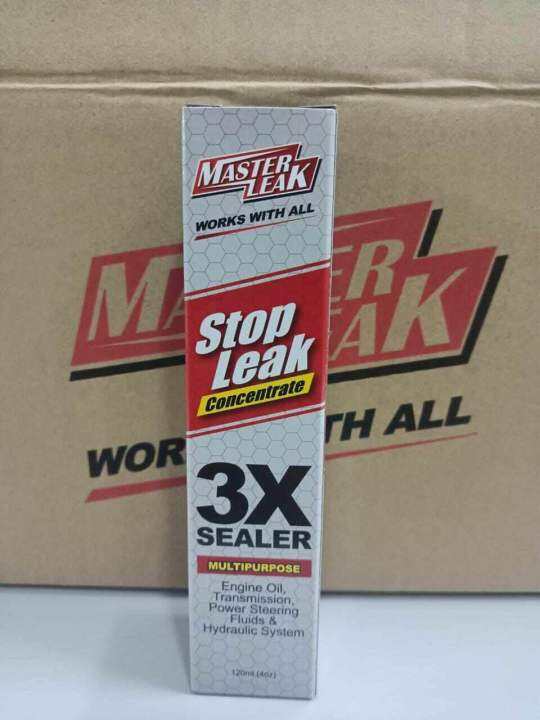 MASTER
LEAK
WORKS WITH ALL
Stop
Leak
Concentrate
3X
SEALER
MULTIPURPOSE
Engine Oil,
Transmission,
Power Steering
Fluids &
Hydraulic System
120ml (4oz)
MA ER
EAK
WOR TH ALL